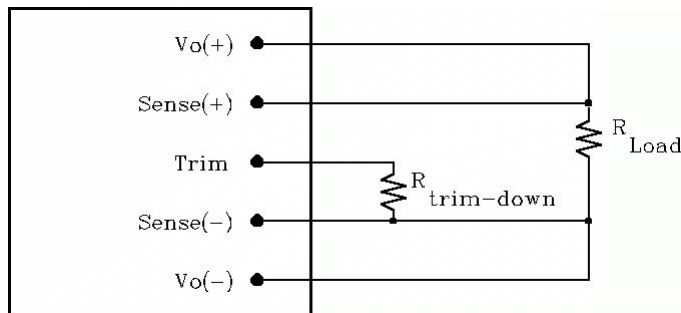 Vo(+)
Sense(+)
R
Load
Trim
R
trim-down
Sense(-)
Vo(-)